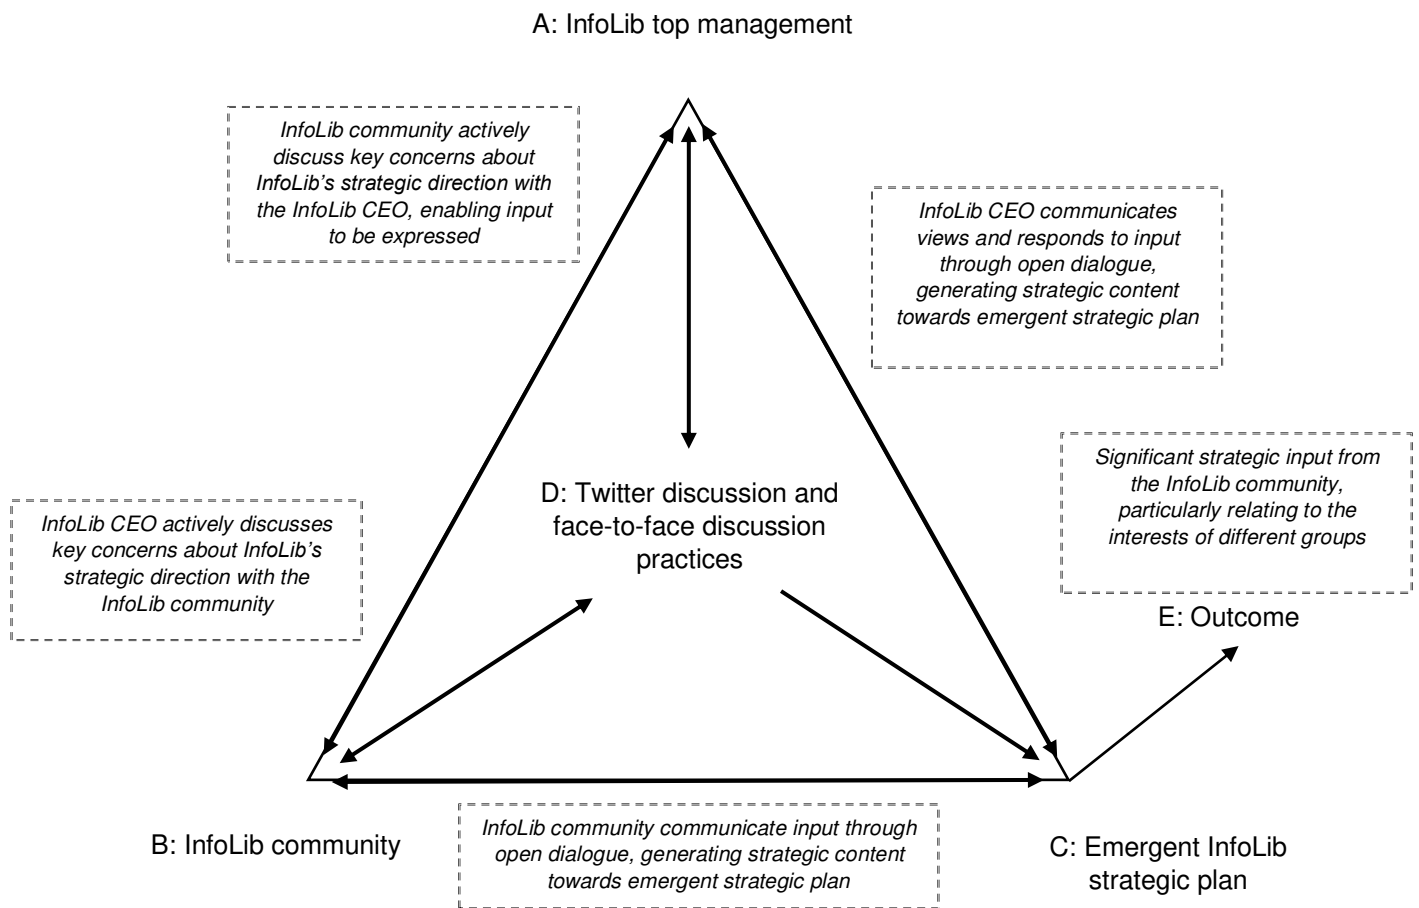 A: InfoLib top management
InfoLib community actively
discuss key concerns about
InfoLib's strategic direction with
the InfoLib CEO, enabling input
to be expressed
InfoLib CEO communicates
views and responds to input
through open dialogue,
generating strategic content
towards emergent strategic plan
Significant strategic input from
the InfoLib community,
particularly relating to the
interests of different groups
D: Twitter discussion and
face-to-face discussion
practices
InfoLib CEO actively discusses
key concerns about InfoLib's
strategic direction with the
InfoLib community
E: Outcome
B: InfoLib community
InfoLib community communicate input through
open dialogue, generating strategic content
towards emergent strategic plan
C: Emergent InfoLib
strategic plan